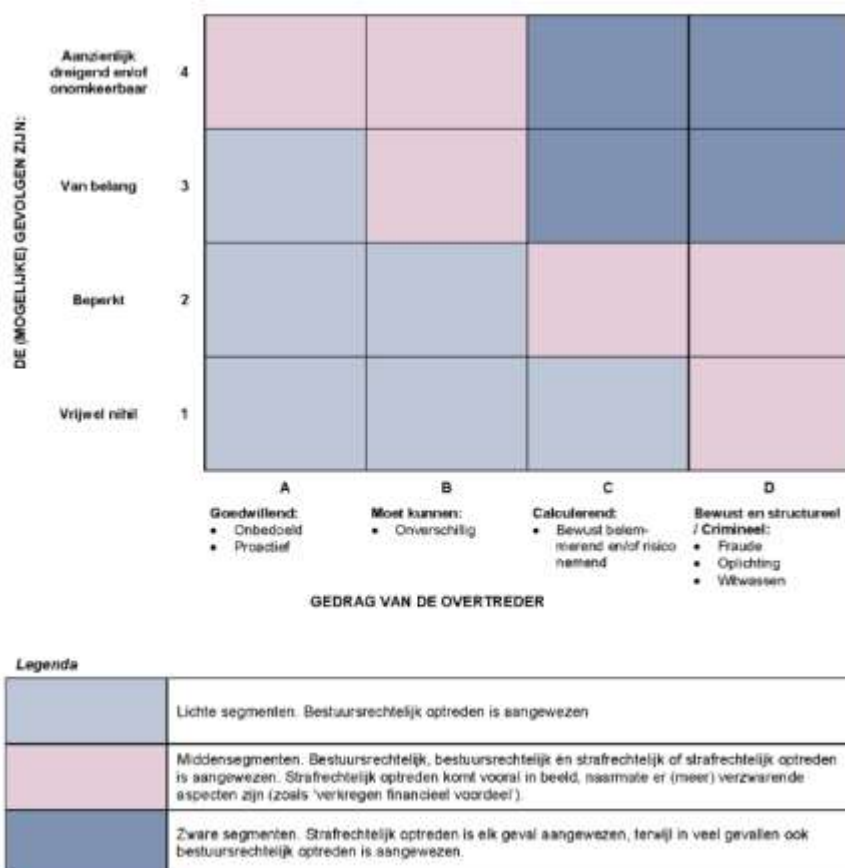 DE (MOGELIJKE) GEVOLGEN ZIJN:
Aanzienlijk
dreigend en/of
onomkeerbaar
4
Van belang
3
Beperkt
2
Vrijwel nihil
1
A
Goedwillend:
• Onbedoeld
• Proactief
B
Moet kunnen:
• Onverschillig
C
Calculerend:
• Bewust belem-
merend en/of risico
nemend
D
Bewust en structureel
/ Crimineel:
• Fraude
• Oplichting
• Witwassen
GEDRAG VAN DE OVERTREDER
Legenda
Lichte segmenten. Bestuursrechtelijk optreden is aangewezen
Middensegmenten. Bestuursrechtelijk, bestuursrechtelijk én strafrechtelijk of strafrechtelijk optreden
is aangewezen. Strafrechtelijk optreden komt vooral in beeld, naarmate er (meer) verzwarende
aspecten zijn (zoals 'verkregen financieel voordeel').
Zware segmenten. Strafrechtelijk optreden is elk geval aangewezen, terwijl in veel gevallen ook
bestuursrechtelijk optreden is aangewezen.